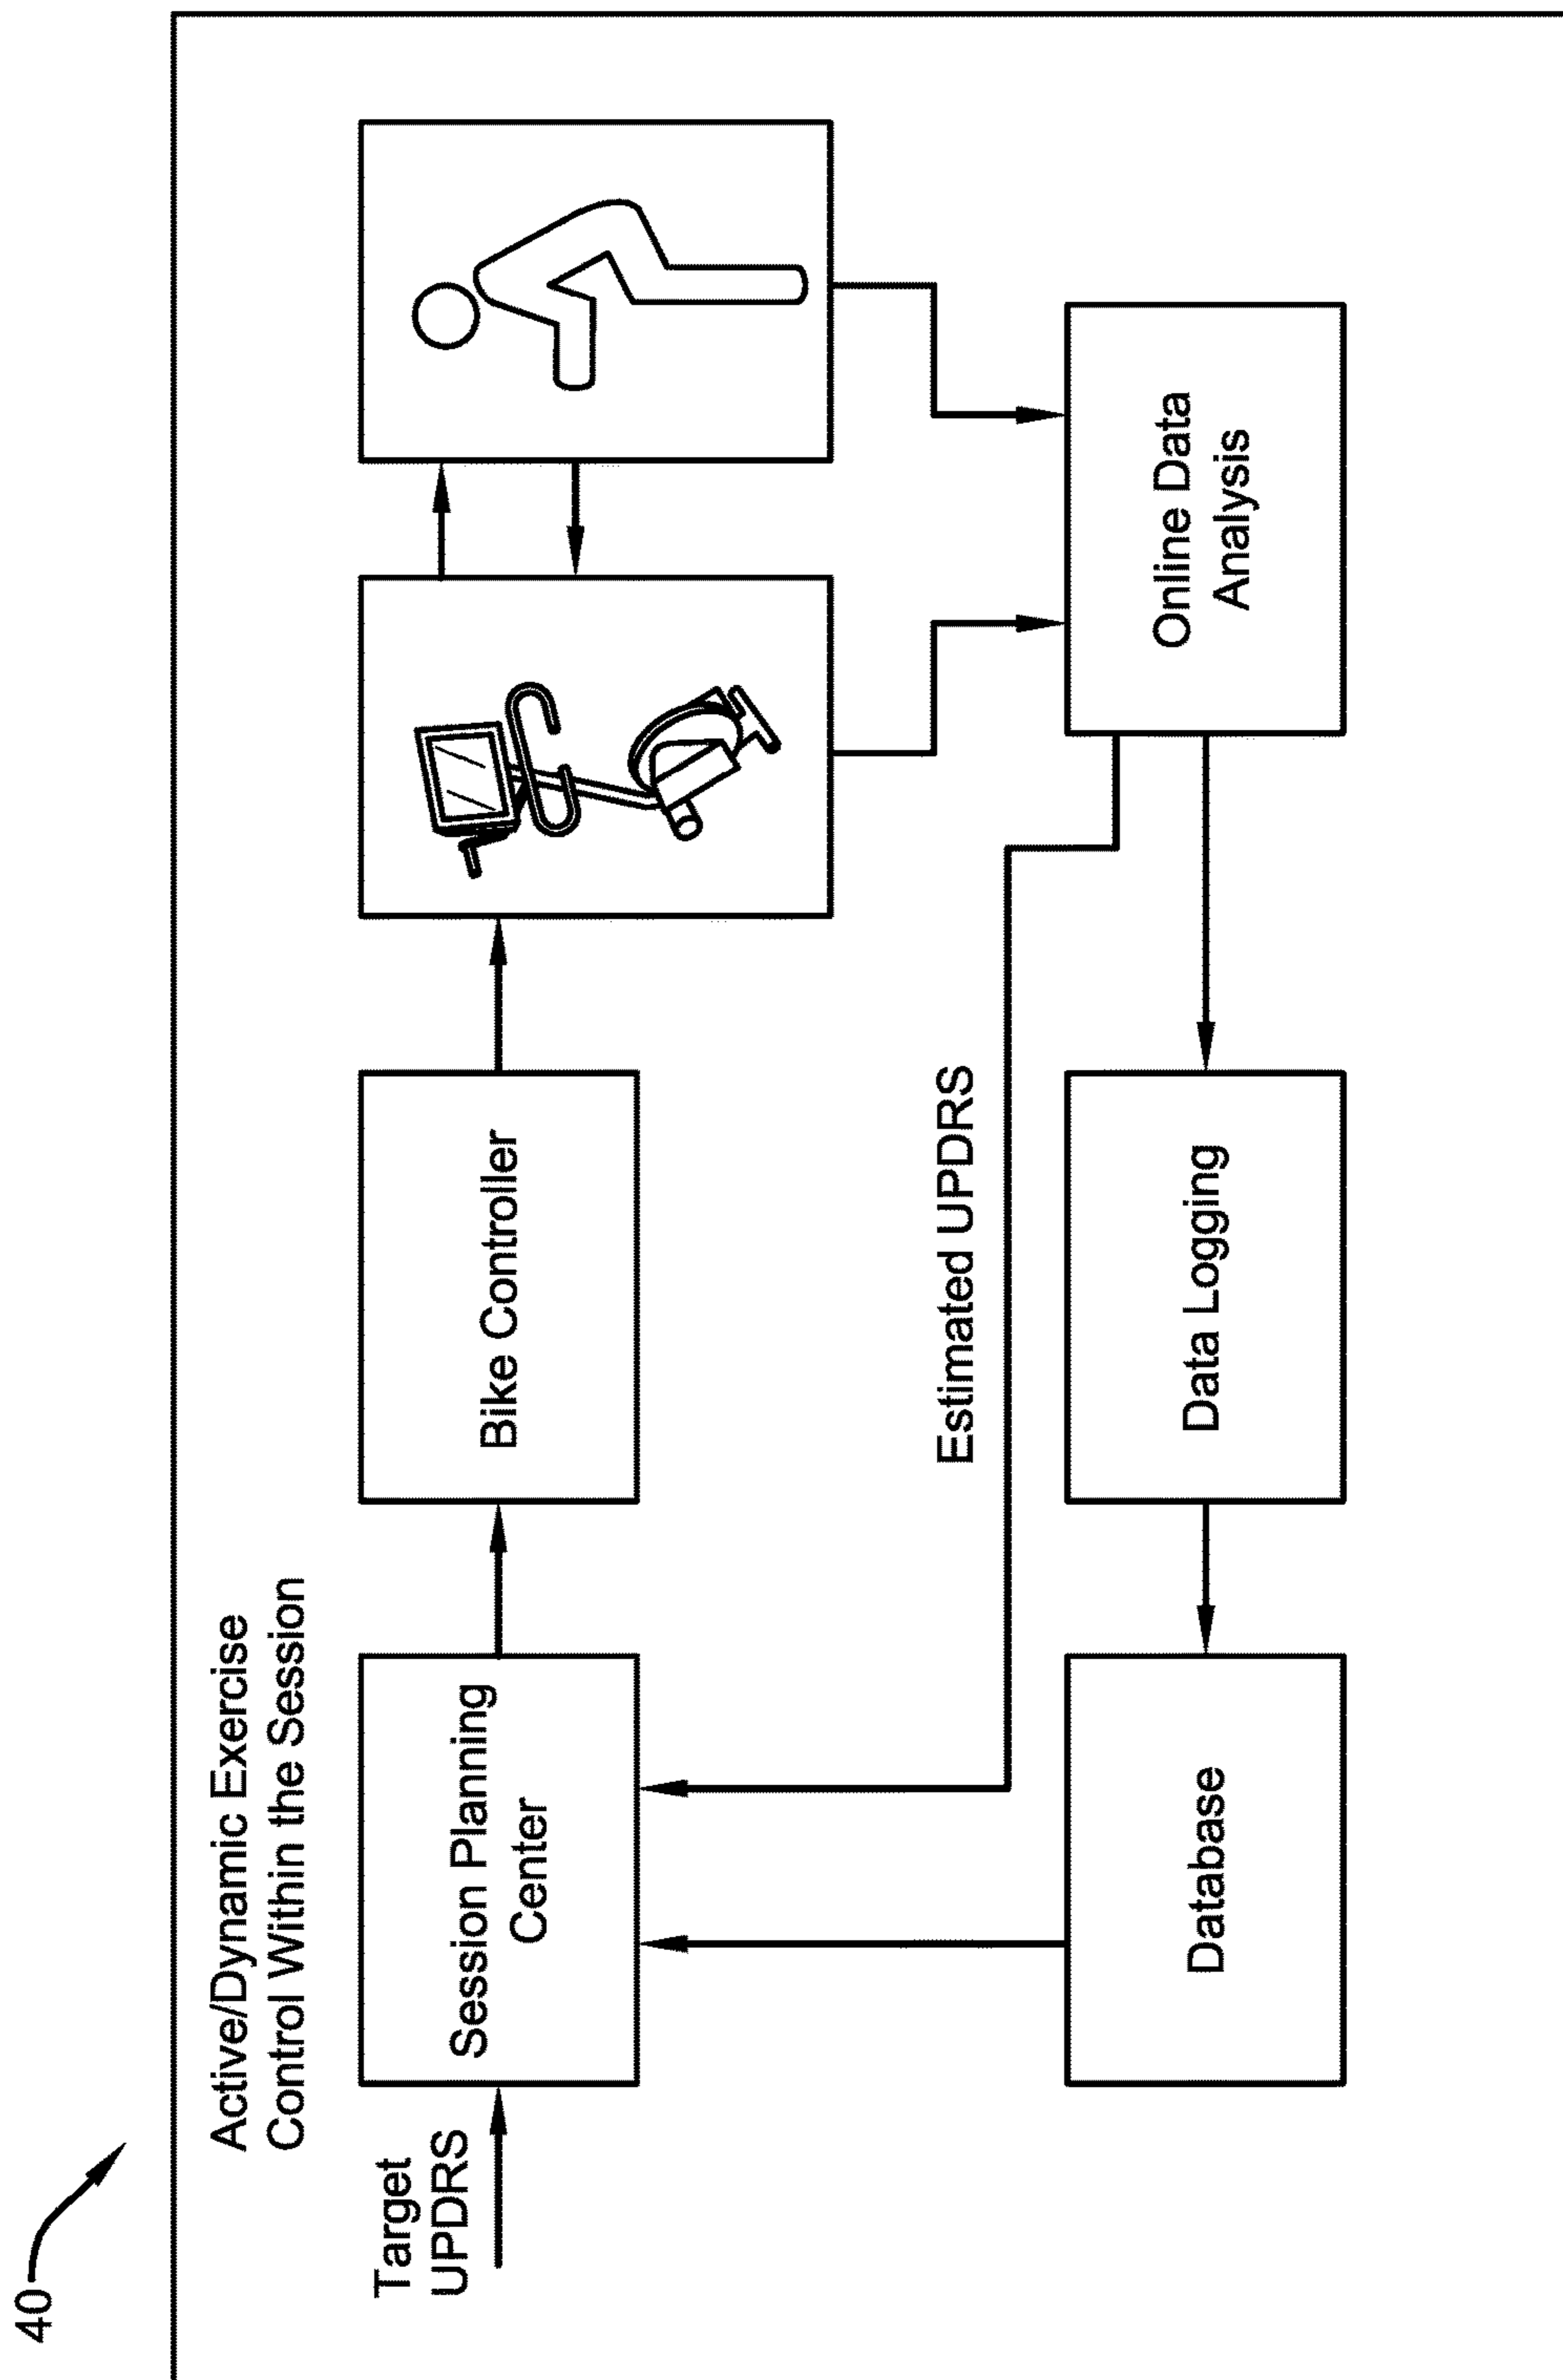 40
Active/Dynamic Exercise
Control Within the Session
Target
UPDRS
Session Planning
Center
Bike Controller
Estimated UPDRS
Database
Data Logging
Online Data
Analysis